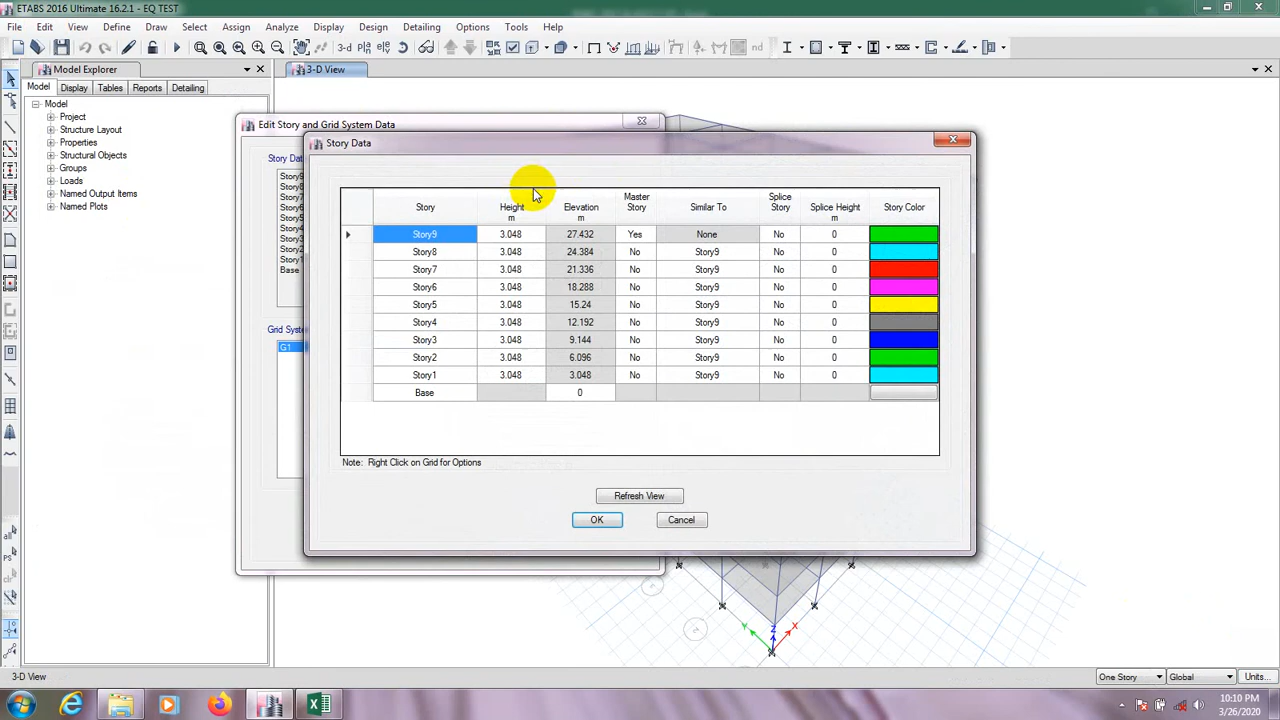 ETABS 2016 Ultimate 16.2.1 - EQ TEST
File Edit View Define Draw Select Assign Analyze Display Design Detailing Options Tools Help
3-d
nd
Model Explorer
3-D View
Model Display Tables Reports Detailing
Model
Project
Structure Layout
Properties
Structural Objects
Groups
Loads
Named Output Items
Named Plots
Edit Story and Grid System Data
Story Data
Story Height m Elevation m Master Story Similar To Splice Story Splice Height m Story Color
Story9 3.048 27.432 Yes None No 0
Story8 3.048 24.384 No Story9 No 0
Story7 3.048 21.336 No Story9 No 0
Story6 3.048 18.288 No Story9 No 0
Story5 3.048 15.24 No Story9 No 0
Story4 3.048 12.192 No Story9 No 0
Story3 3.048 9.144 No Story9 No 0
Story2 3.048 6.096 No Story9 No 0
Story1 3.048 3.048 No Story9 No 0
Base 0
Note: Right Click on Grid for Options
Refresh View
OK Cancel
Base
G1
all
PS
clr
Y Z X
3-D View
One Story Global Units...
10:10 PM
3/26/2020